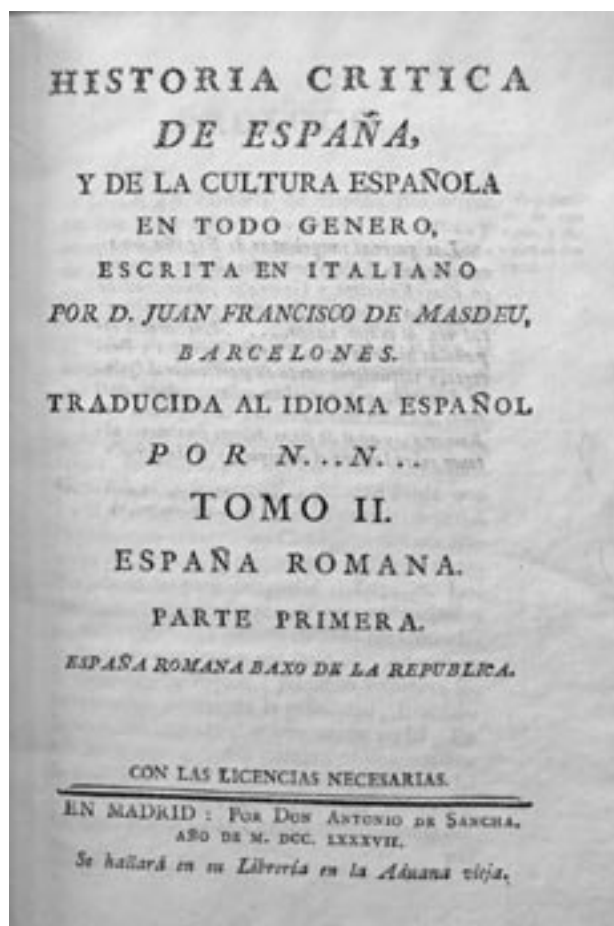 HISTORIA CRITICA
DE ESPAÑA,
Y DE LA CULTURA ESPAÑOLA
EN TODO GENERO,
ESCRITA EN ITALIANO
POR D. JUAN FRANCISCO DE MASDEU,
BARCELONES.
TRADUCIDA AL IDIOMA ESPAÑOL
POR N...N...
TOMO II.
ESPAÑA ROMANA.
PARTE PRIMERA.
ESPAÑA ROMANA BAXO DE LA REPUBLICA.
CON LAS LICENCIAS NECESARIAS.
EN MADRID: POR DON ANTONIO DE SANCHA.
AÑO DE M. DCC. LXXXVII.
Se hallará en su Librería en la Aduana vieja.